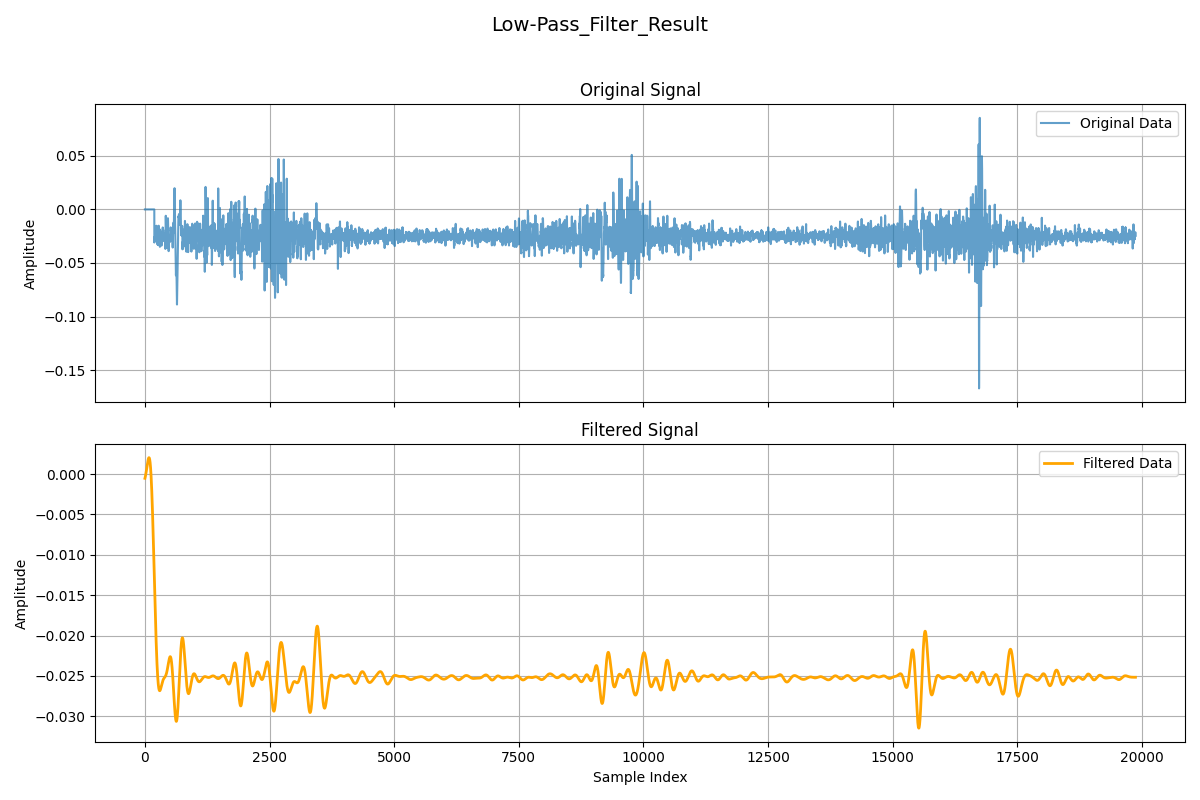 Low-Pass_Filter_Result
Original Signal
Original Data
0.05
0.00
−0.05
−0.10
−0.15
Amplitude
Filtered Signal
Filtered Data
0.000
−0.005
−0.010
−0.015
−0.020
−0.025
−0.030
Amplitude
0 2500 5000 7500 10000 12500 15000 17500 20000
Sample Index